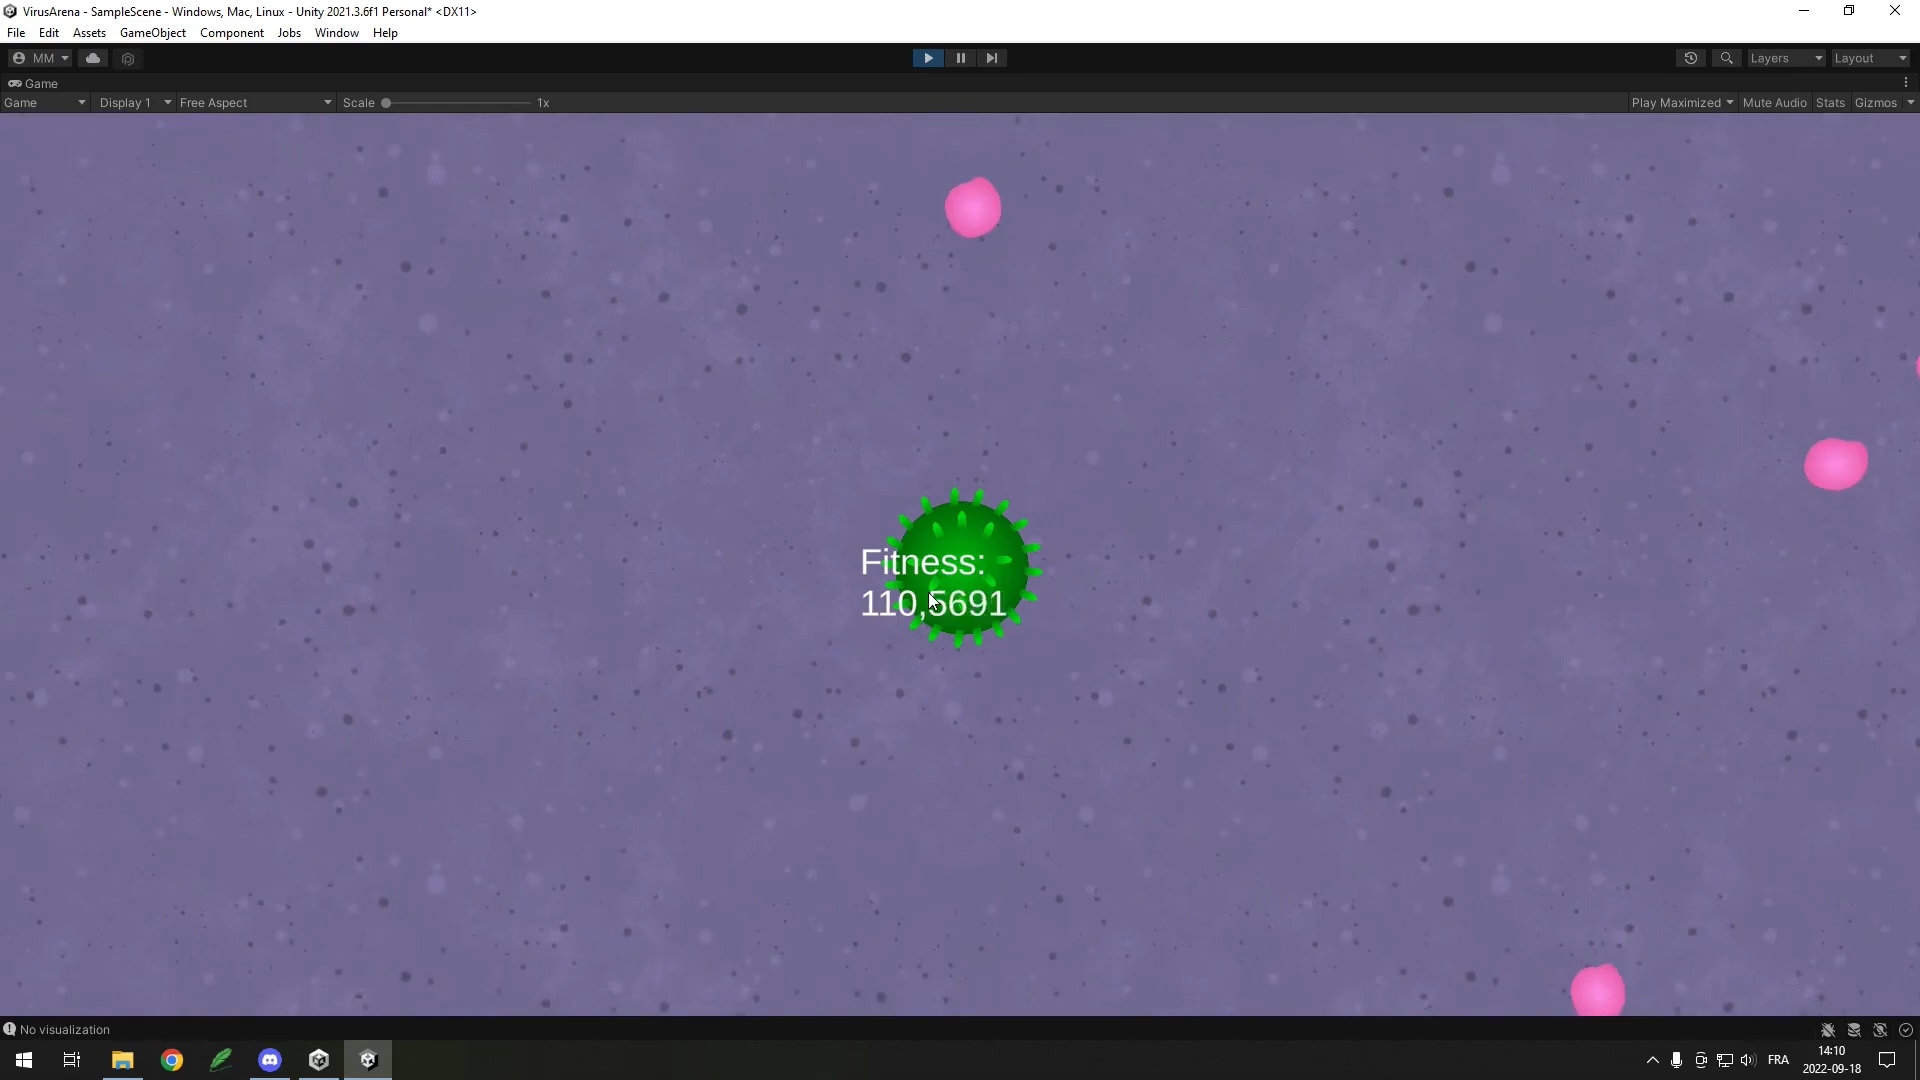 VirusArena - SampleScene - Windows, Mac, Linux - Unity 2021.3.6f1 Personal* <DX11>
File Edit Assets GameObject Component Jobs Window Help
MM Layers Layout
Game
Game Display 1 Free Aspect Scale 1x Play Maximized Mute Audio Stats Gizmos
Fitness:
110,5691
No visualization
FRA
14:10
2022-09-18